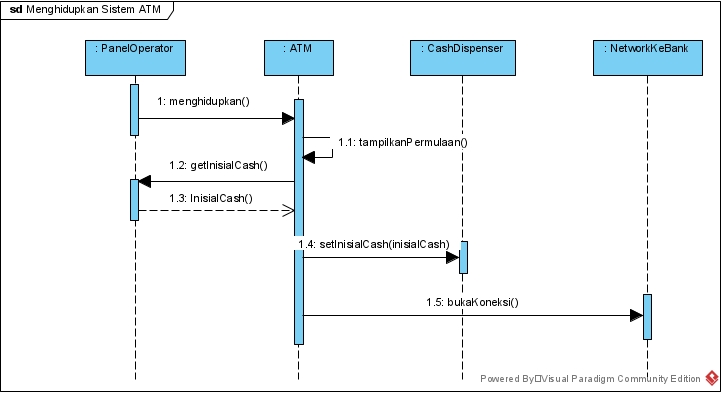 sd Menghidupkan Sistem ATM
: PanelOperator
: ATM
: CashDispenser
: NetworkKeBank
1: menghidupkan()
1.1: tampilkanPermulaan()
1.2: getInisialCash()
1.3: InisialCash()
1.4: setInisialCash(inisialCash)
1.5: bukaKoneksi()
Powered By□Visual Paradigm Community Edition